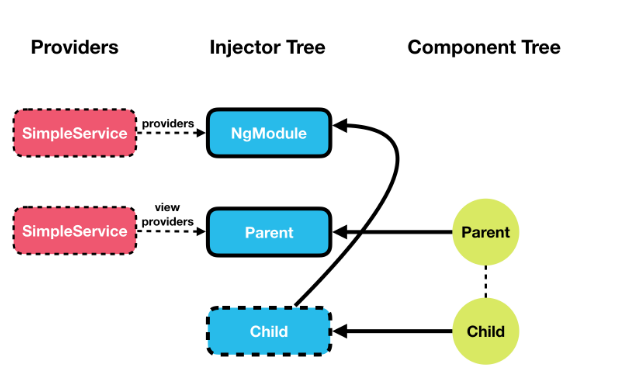 Providers
Injector Tree
Component Tree
SimpleService
providers
NgModule
SimpleService
view
providers
Parent
Parent
Child
Child